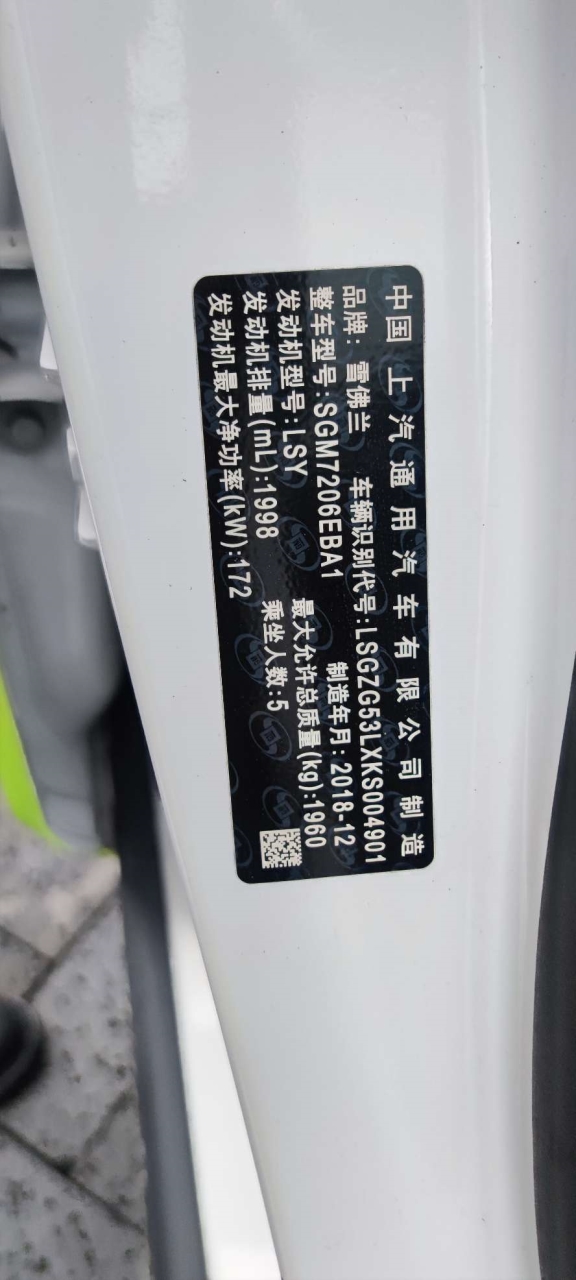 中国上汽通用汽车有限公司制造
品牌：雪佛兰 车辆识别代号:LSGZG53LXKS004901
整车型号:SGM7206EBA1 制造年月:2018-12
发动机型号:LSY 最大允许总质量(kg):1960
发动机排量(mL):1998 乘坐人数:5
发动机最大净功率(kW):172